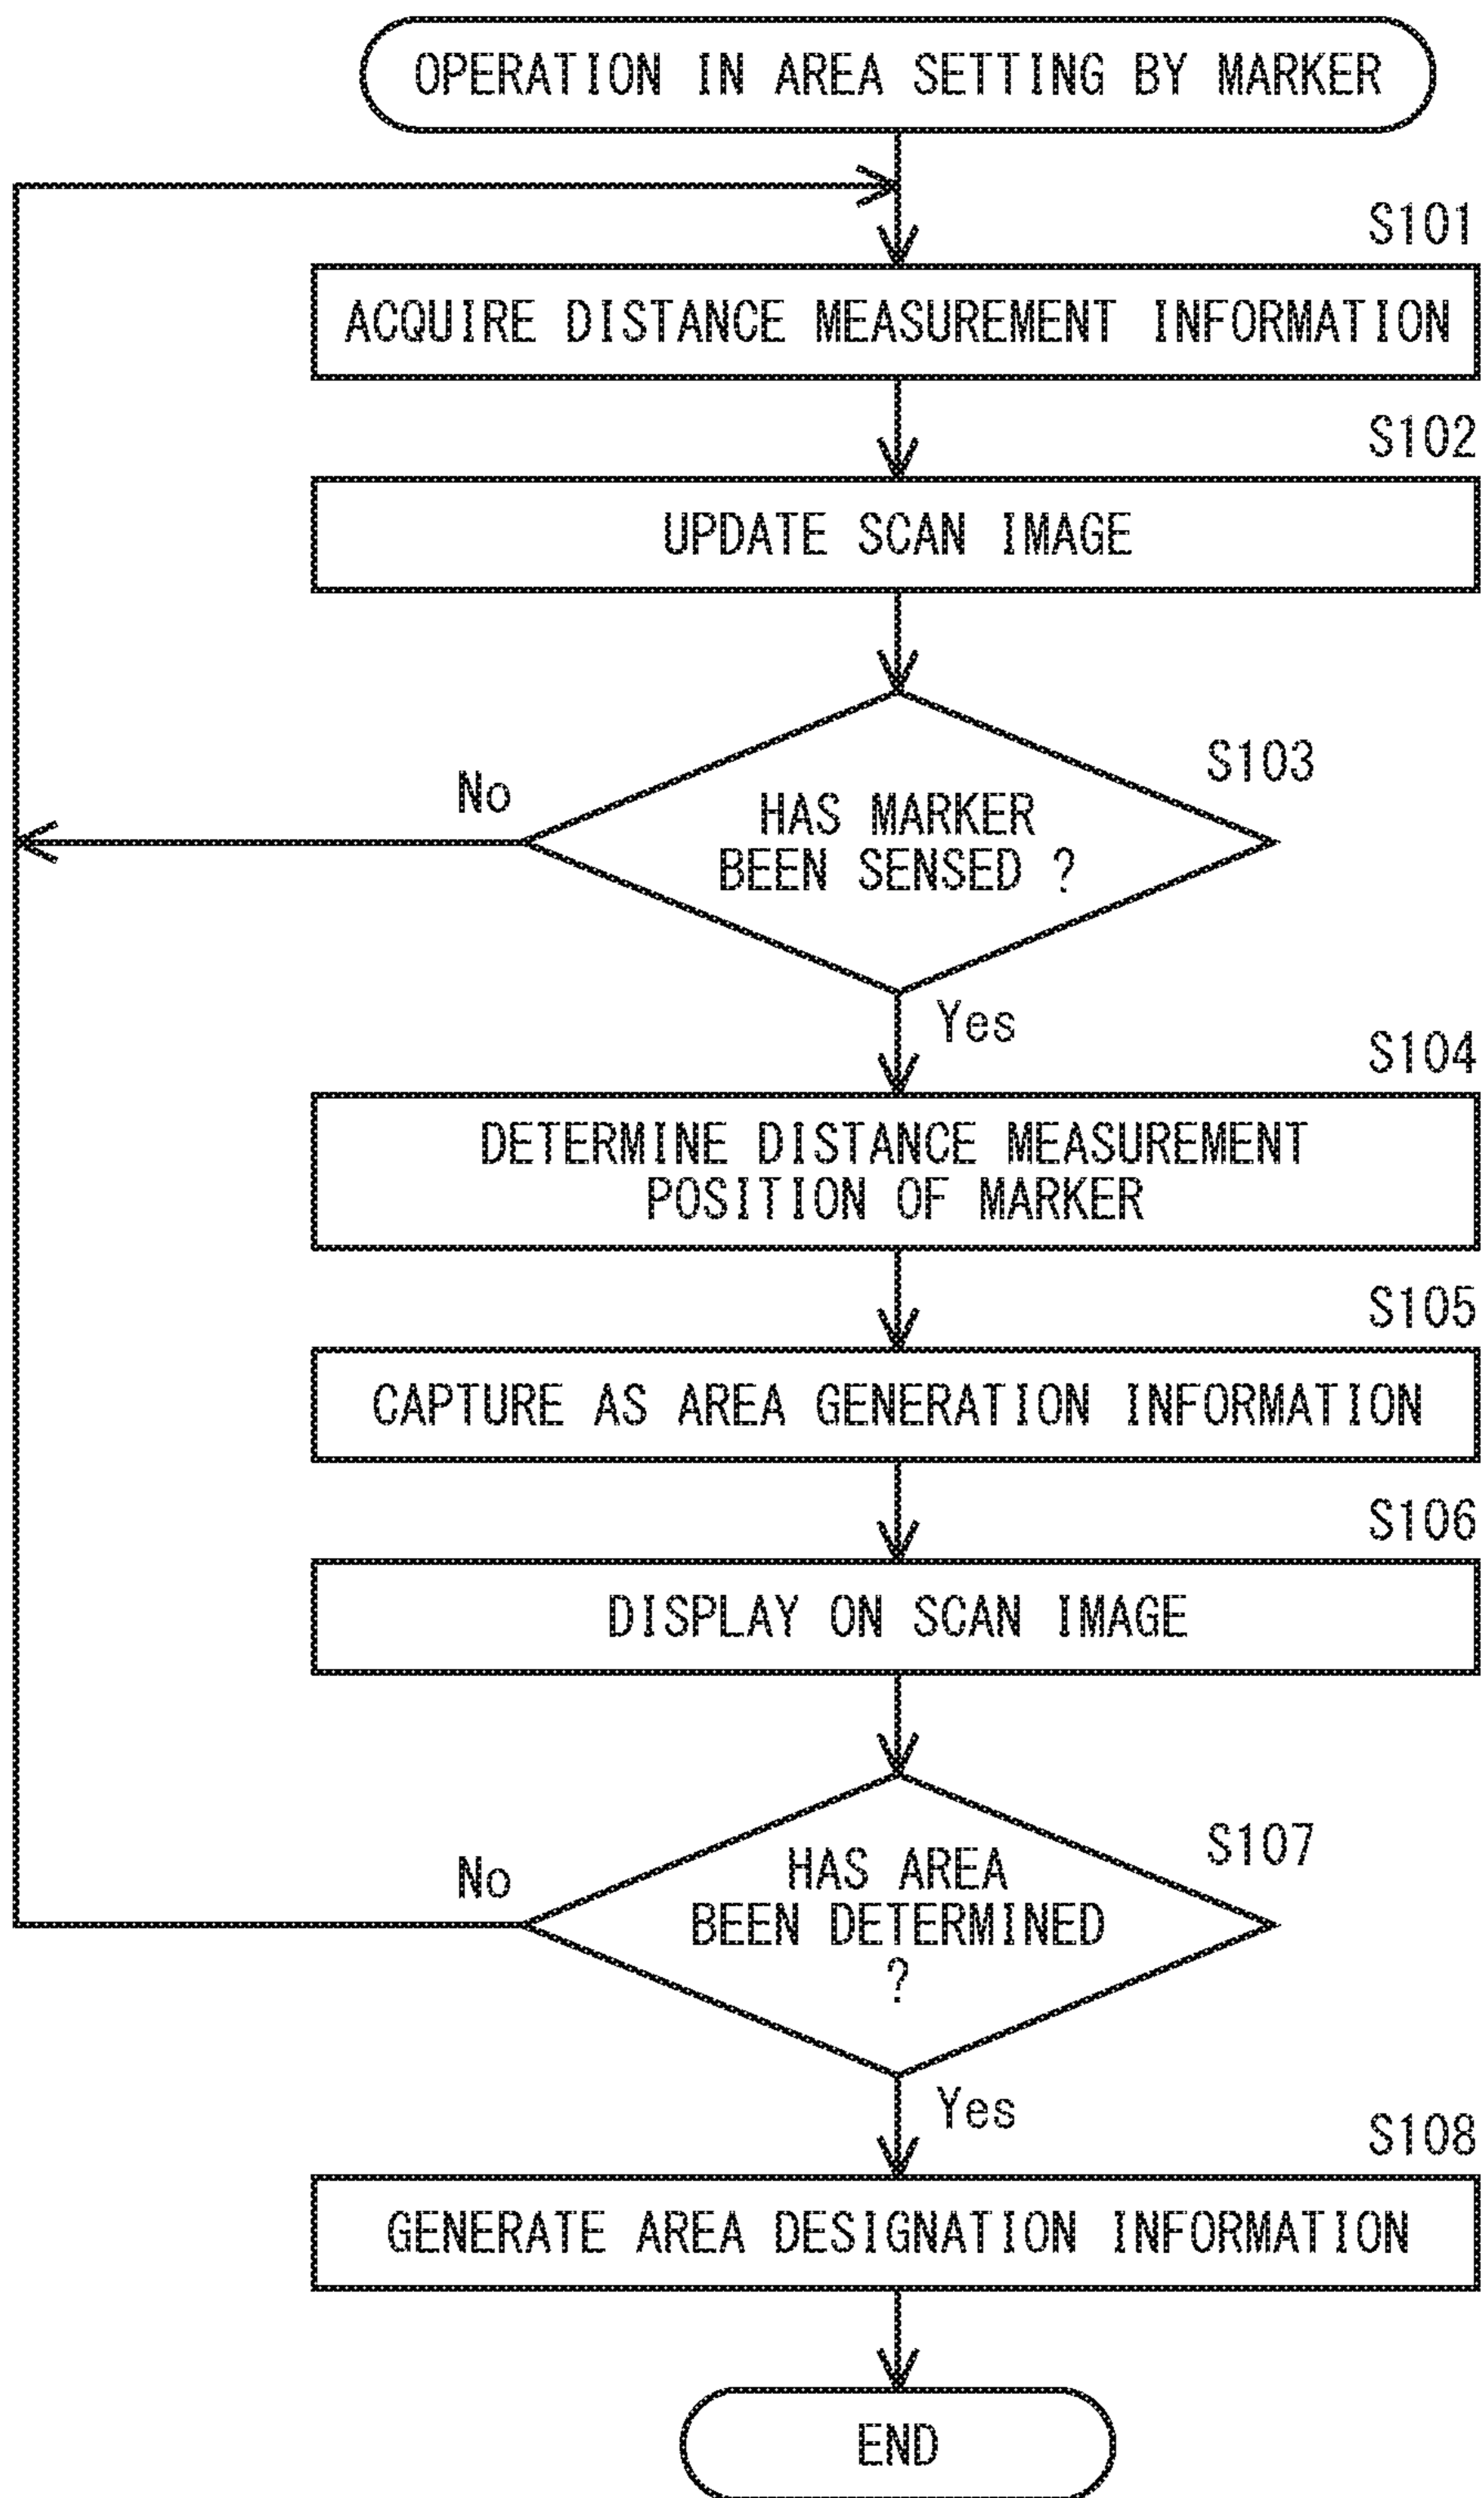 OPERATION IN AREA SETTING BY MARKER
S101
ACQUIRE DISTANCE MEASUREMENT INFORMATION
S102
UPDATE SCAN IMAGE
S103
No
HAS MARKER
BEEN SENSED ?
Yes
S104
DETERMINE DISTANCE MEASUREMENT
POSITION OF MARKER
S105
CAPTURE AS AREA GENERATION INFORMATION
S106
DISPLAY ON SCAN IMAGE
S107
No
HAS AREA
BEEN DETERMINED
?
Yes
S108
GENERATE AREA DESIGNATION INFORMATION
END